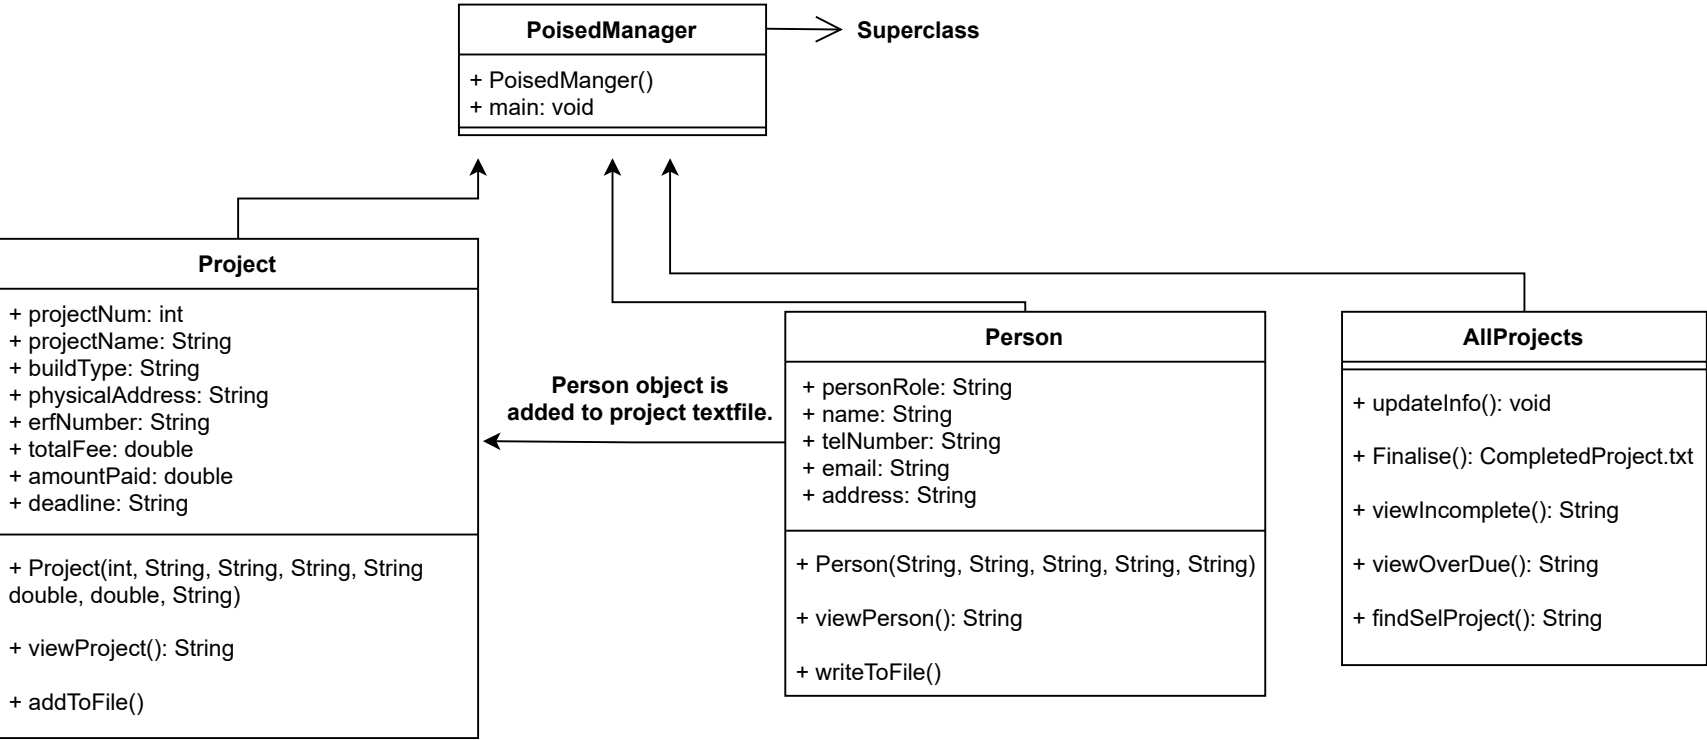 PoisedManager
Superclass
+ PoisedManger()
+ main: void
Project
+ projectNum: int
+ projectName: String
+ buildType: String
+ physicalAddress: String
+ erfNumber: String
+ totalFee: double
+ amountPaid: double
+ deadline: String
+ Project(int, String, String, String, String
double, double, String)
+ viewProject(): String
+ addToFile()
Person object is
added to project textfile.
Person
+ personRole: String
+ name: String
+ telNumber: String
+ email: String
+ address: String
+ Person(String, String, String, String, String)
+ viewPerson(): String
+ writeToFile()
AllProjects
+ updateInfo(): void
+ Finalise(): CompletedProject.txt
+ viewIncomplete(): String
+ viewOverDue(): String
+ findSelProject(): String